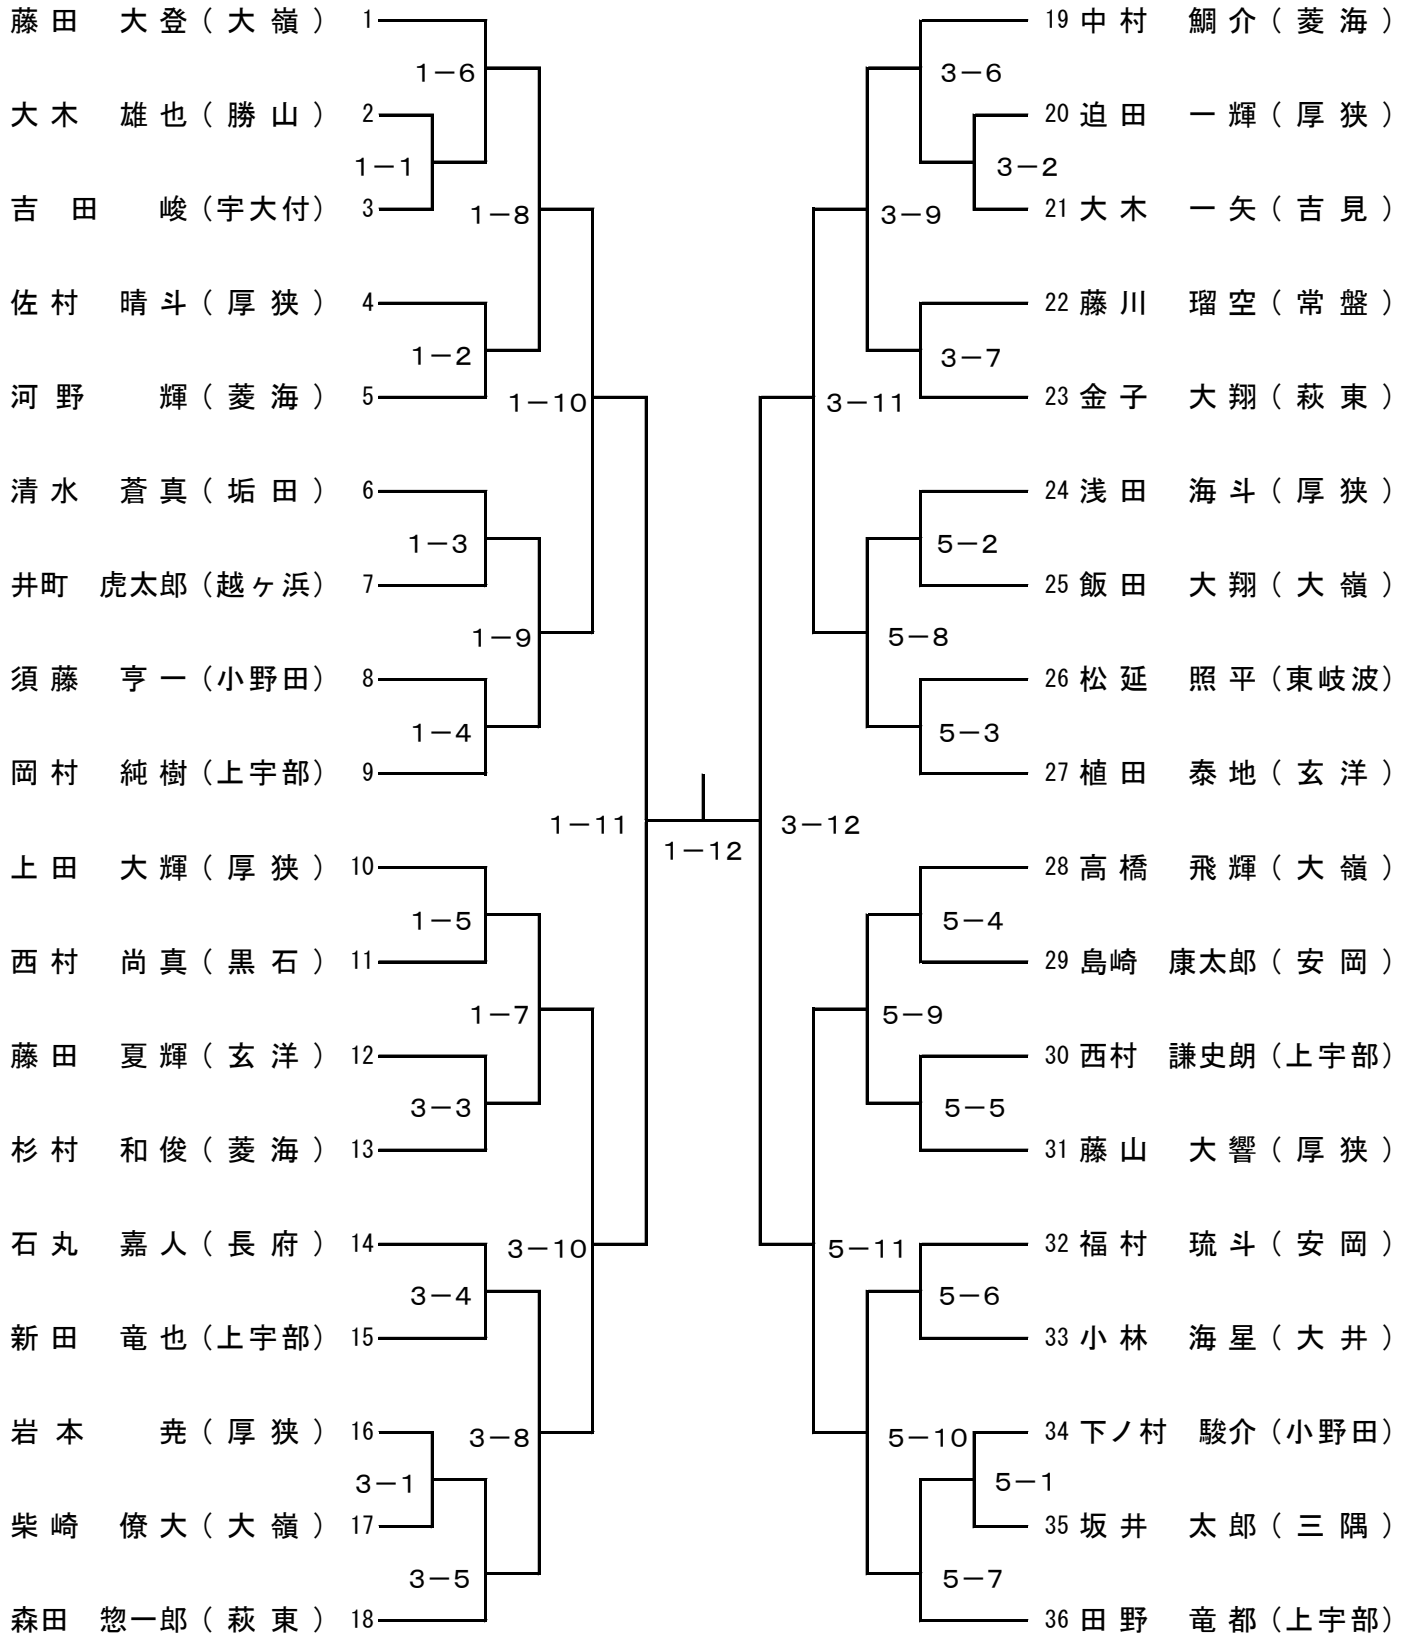 藤田 大登（大嶺） 1
1－6
大木 雄也（勝山） 2
1－1
吉田 峻（宇大付） 3
1－8
佐村 晴斗（厚狭） 4
1－2
河野 輝（菱海） 5
1－10
清水 蒼真（垢田） 6
1－3
井町 虎太郎（越ヶ浜） 7
1－9
須藤 亨一（小野田） 8
1－4
岡村 純樹（上宇部） 9
1－11
1－12
上田 大輝（厚狭） 10
1－5
西村 尚真（黒石） 11
1－7
藤田 夏輝（玄洋） 12
3－3
杉村 和俊（菱海） 13
石丸 嘉人（長府） 14
3－10
3－4
新田 竜也（上宇部） 15
岩本 尭（厚狭） 16
3－8
3－1
柴崎 僚大（大嶺） 17
3－5
森田 惣一郎（萩東） 18
19 中村 鯛介（菱海）
3－6
20 迫田 一輝（厚狭）
3－2
21 大木 一矢（吉見）
3－9
22 藤川 瑠空（常盤）
3－7
23 金子 大翔（萩東）
3－11
24 浅田 海斗（厚狭）
5－2
25 飯田 大翔（大嶺）
5－8
26 松延 照平（東岐波）
5－3
27 植田 泰地（玄洋）
3－12
28 高橋 飛輝（大嶺）
5－4
29 島崎 康太郎（安岡）
5－9
30 西村 謙史朗（上宇部）
5－5
31 藤山 大響（厚狭）
32 福村 琉斗（安岡）
5－11
5－6
33 小林 海星（大井）
34 下ノ村 駿介（小野田）
5－10
5－1
35 坂井 太郎（三隅）
5－7
36 田野 竜都（上宇部）